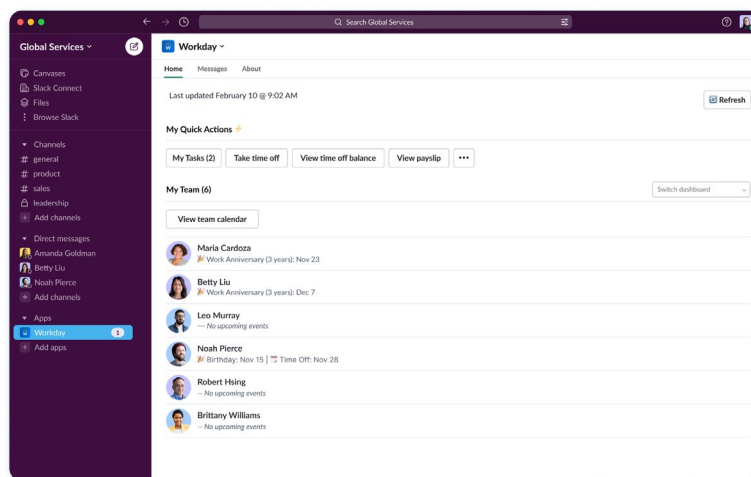 Search Global Services
Global Services
Canvases
Slack Connect
Files
Browse Slack
Channels
# general
# product
# sales
leadership
+ Add channels
Direct messages
Amanda Goldman
Betty Liu
Noah Pierce
+ Add channels
Apps
Workday 1
+ Add apps
Workday
Home Messages About
Last updated February 10 @ 9:02 AM
Refresh
My Quick Actions ⚡
My Tasks (2) Take time off View time off balance View payslip •••
My Team (6)
Switch dashboard
View team calendar
Maria Cardoza
🎉 Work Anniversary (3 years): Nov 23
Betty Liu
🎉 Work Anniversary (3 years): Dec 7
Leo Murray
--- No upcoming events
Noah Pierce
🎉 Birthday: Nov 15 | 📅 Time Off: Nov 28
Robert Hsing
-- No upcoming events
Brittany Williams
-- No upcoming events